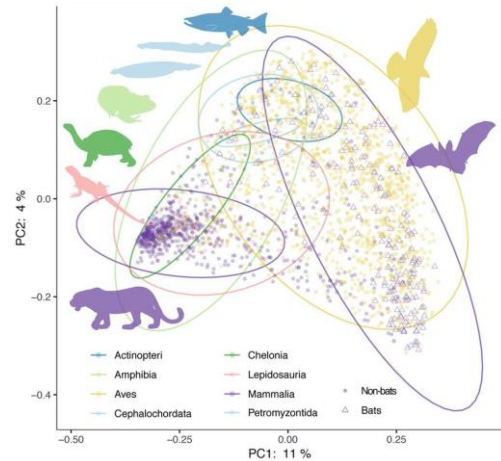 0.2
0.0
−0.2
−0.4
PC2: 4 %
Actinopteri
Amphibia
Aves
Cephalochordata
Chelonia
Lepidosauria
Mammalia
Petromyzontida
Non-bats
Bats
−0.50
−0.25
0.00
0.25
PC1: 11 %